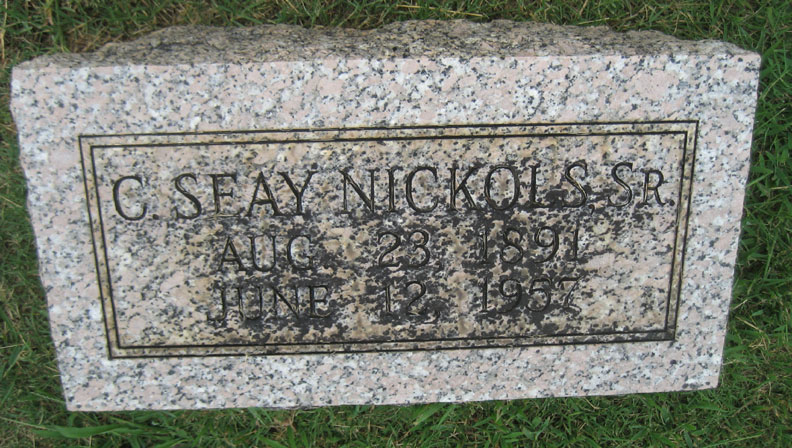 C. SEAY NICKOLS, SR.
AUG. 23, 1891
JUNE 12, 1957